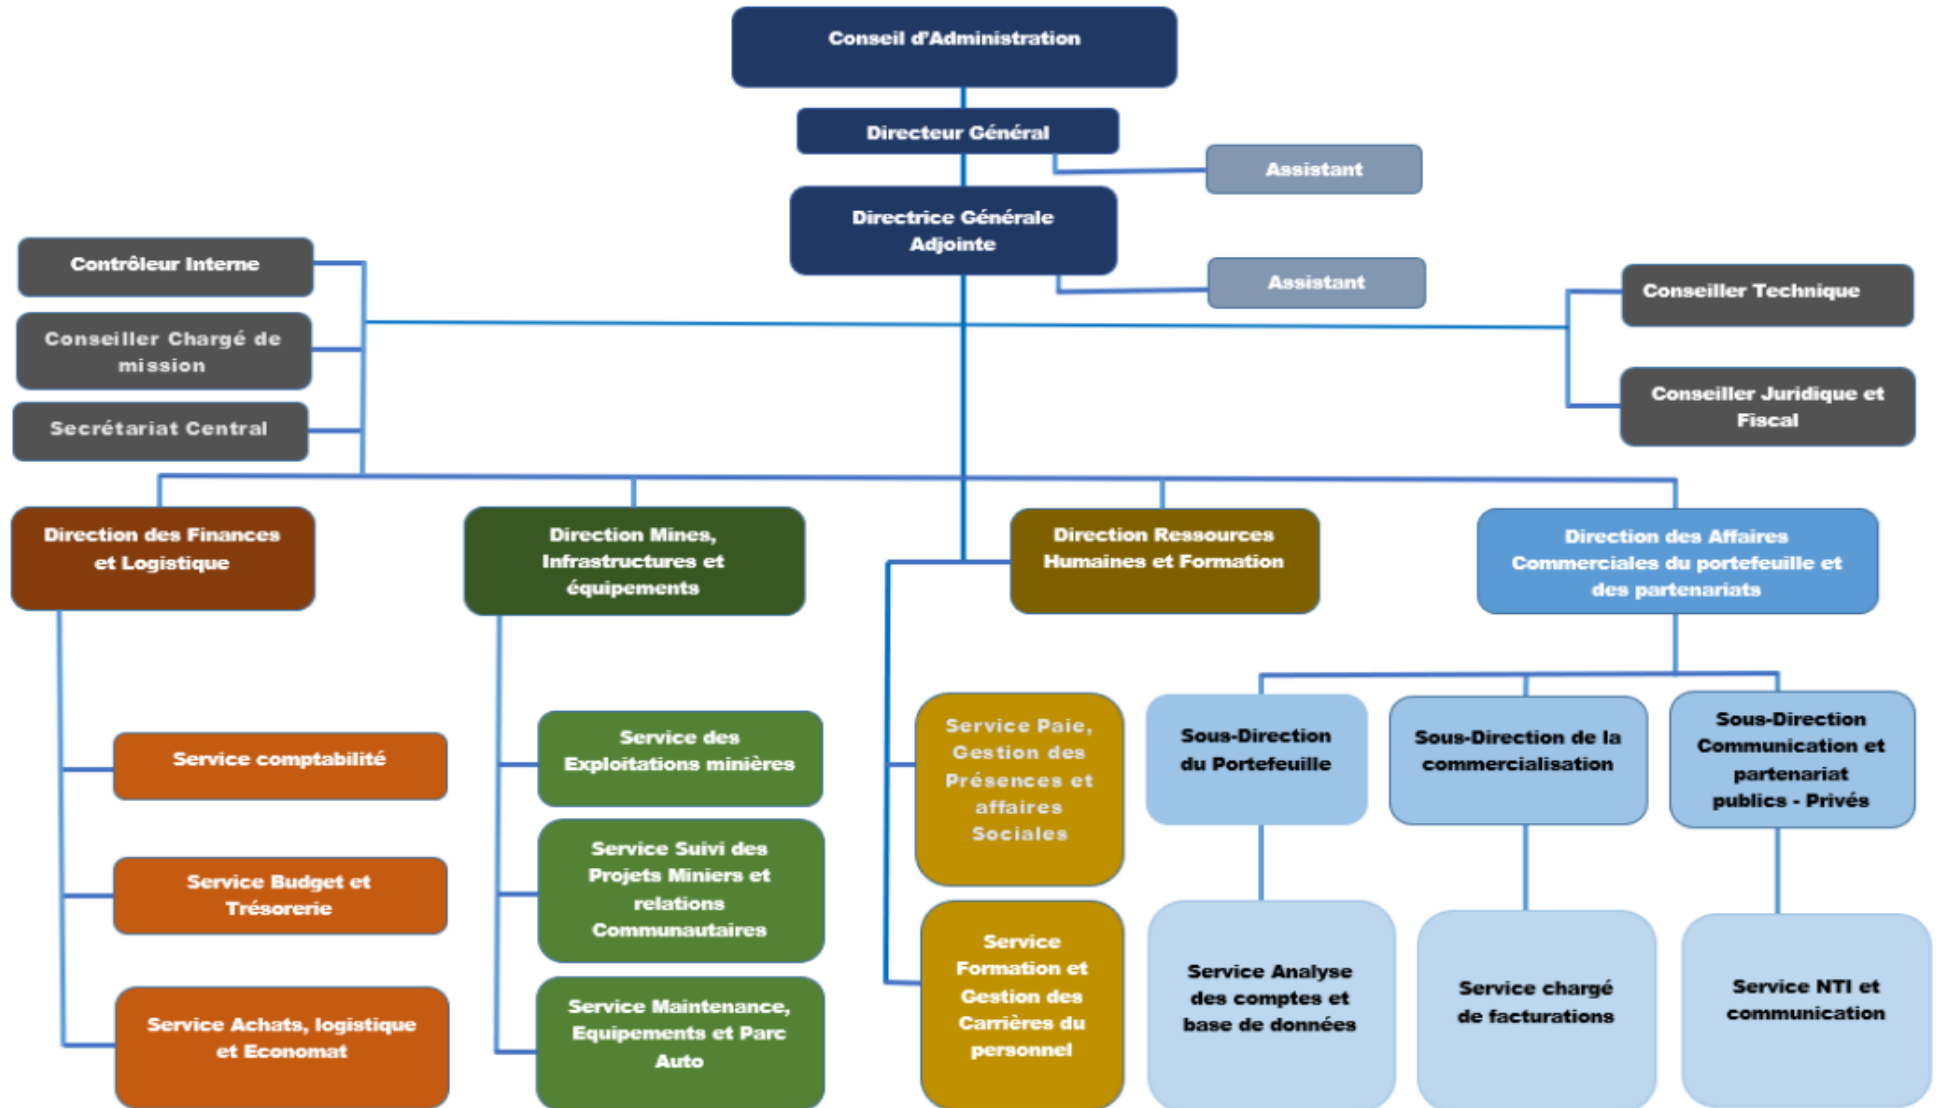 Conseil d'Administration
Directeur Général
Assistant
Directrice Générale
Adjointe
Assistant
Contrôleur Interne
Conseiller Chargé de
mission
Secrétariat Central
Conseiller Technique
Conseiller Juridique et
Fiscal
Direction des Finances
et Logistique
Direction Mines,
Infrastructures et
équipements
Direction Ressources
Humaines et Formation
Direction des Affaires
Commerciales du portefeuille et
des partenariats
Service comptabilité
Service Budget et
Trésorerie
Service Achats, logistique
et Economat
Service des
Exploitations minières
Service Suivi des
Projets Miniers et
relations
Communautaires
Service Maintenance,
Equipements et Parc
Auto
Service Paie,
Gestion des
Présences et
affaires
Sociales
Service
Formation et
Gestion des
Carrières du
personnel
Sous-Direction
du Portefeuille
Sous-Direction de la
commercialisation
Sous-Direction
Communication et
partenariat
publics - Privés
Service Analyse
des comptes et
base de données
Service chargé
de facturations
Service NTI et
communication